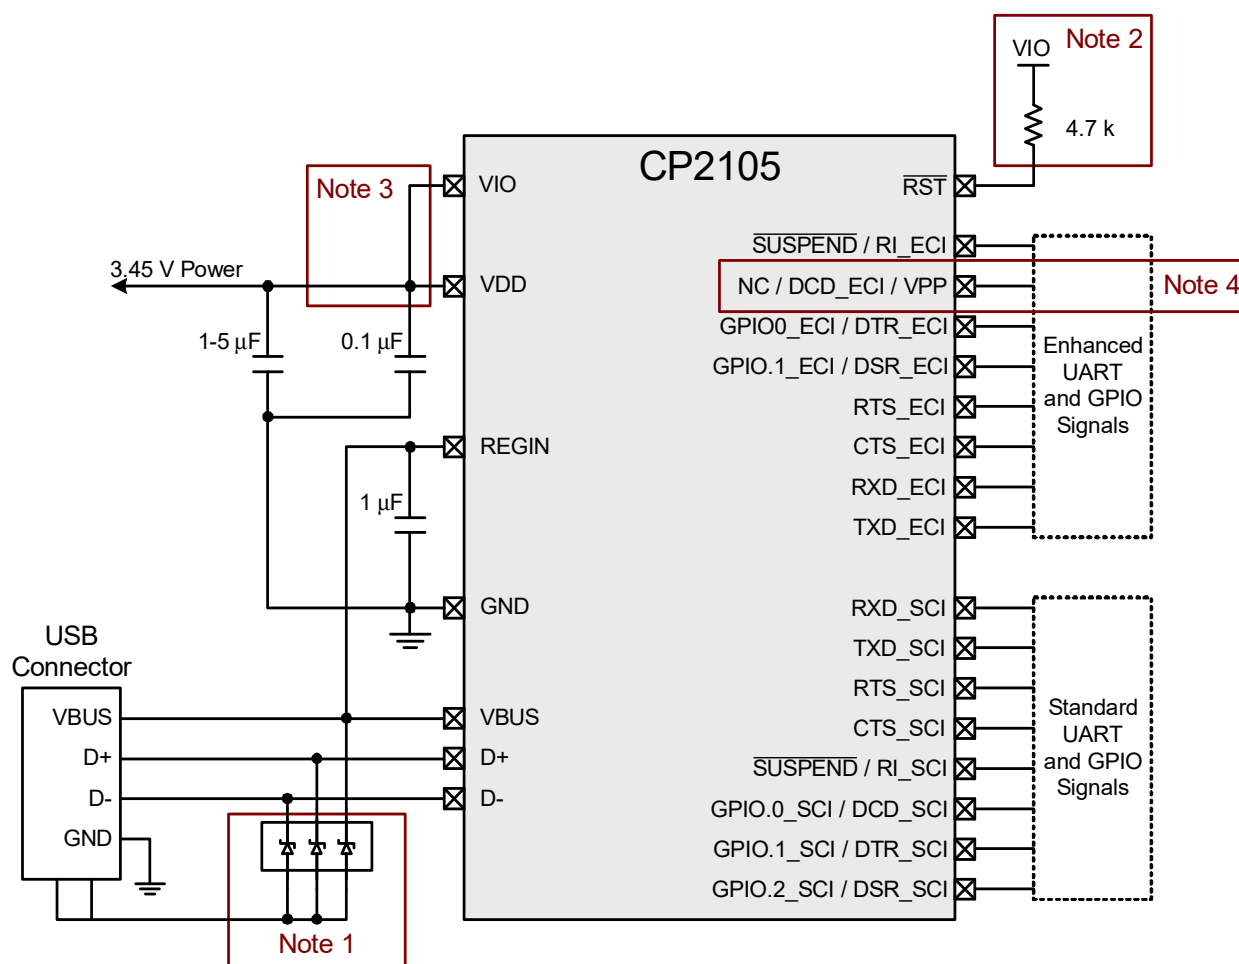 Note 2
VIO
4.7 k
CP2105
Note 3
VIO
RST
SUSPEND / RI_ECI
3.45 V Power
VDD
NC / DCD_ECI / VPP
Note 4
GPIO0_ECI / DTR_ECI
1-5 μF
0.1 μF
GPIO.1_ECI / DSR_ECI
Enhanced
UART
and GPIO
Signals
RTS_ECI
REGIN
CTS_ECI
1 μF
RXD_ECI
TXD_ECI
GND
RXD_SCI
USB
Connector
TXD_SCI
RTS_SCI
VBUS
VBUS
CTS_SCI
Standard
UART
and GPIO
Signals
D+
D+
SUSPEND / RI_SCI
D-
D-
GPIO.0_SCI / DCD_SCI
GND
GPIO.1_SCI / DTR_SCI
GPIO.2_SCI / DSR_SCI
Note 1